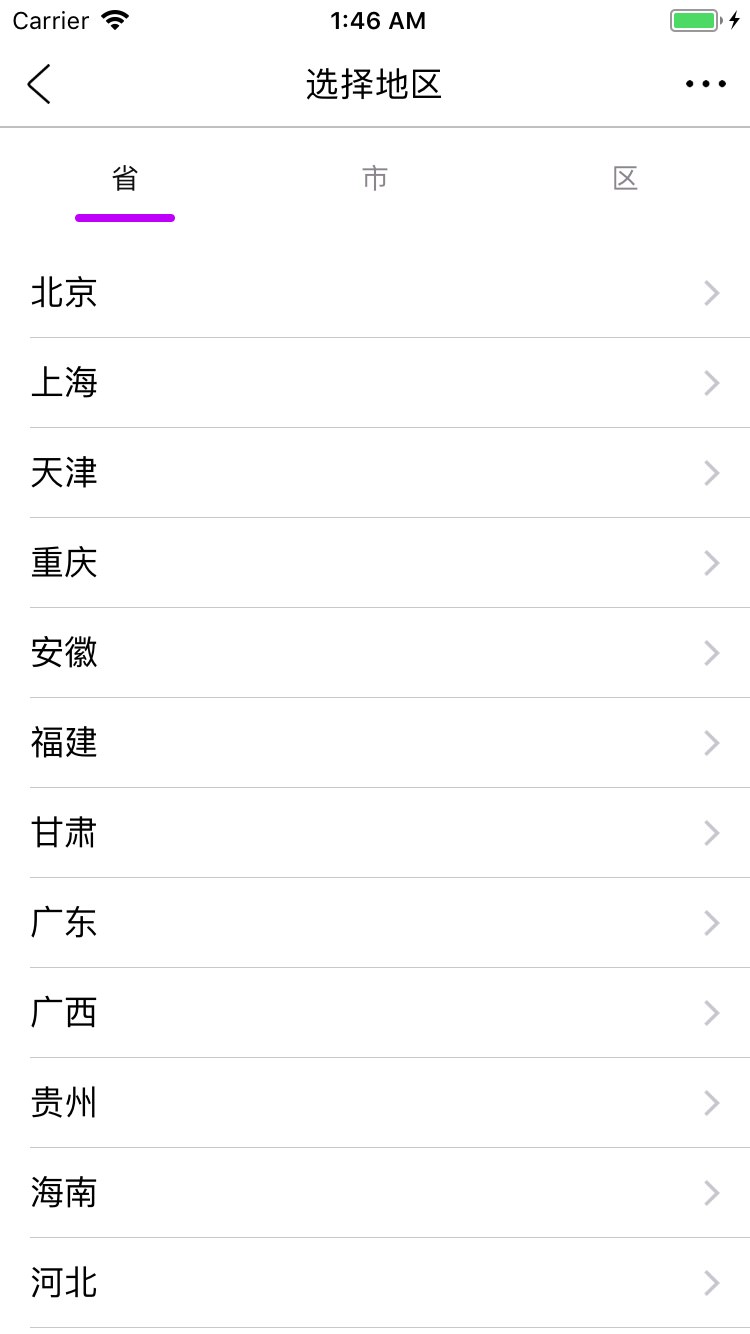 Carrier 1:46 AM
选择地区
省 市 区
北京
上海
天津
重庆
安徽
福建
甘肃
广东
广西
贵州
海南
河北